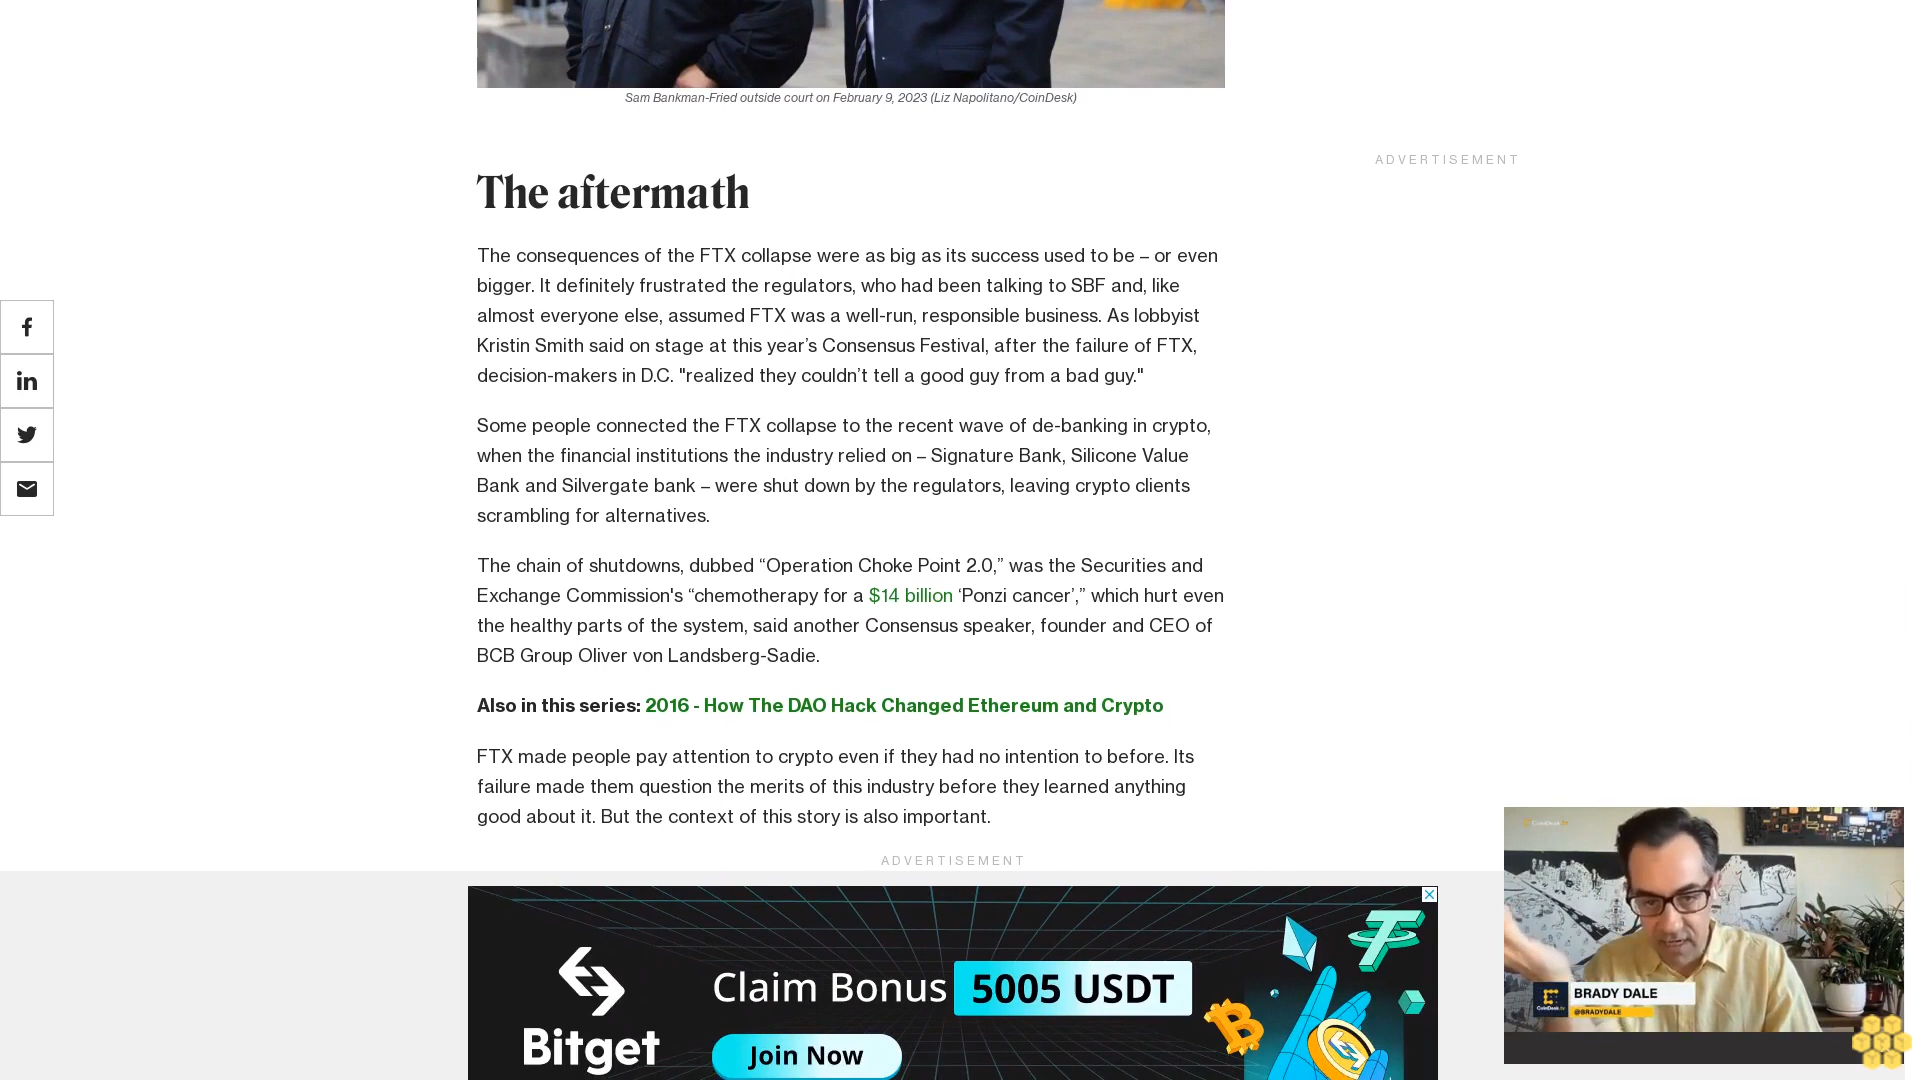 Sam Bankman-Fried outside court on February 9, 2023 (Liz Napolitano/CoinDesk)
ADVERTISEMENT
The aftermath
The consequences of the FTX collapse were as big as its success used to be – or even
bigger. It definitely frustrated the regulators, who had been talking to SBF and, like
almost everyone else, assumed FTX was a well-run, responsible business. As lobbyist
Kristin Smith said on stage at this year’s Consensus Festival, after the failure of FTX,
decision-makers in D.C. "realized they couldn’t tell a good guy from a bad guy."
Some people connected the FTX collapse to the recent wave of de-banking in crypto,
when the financial institutions the industry relied on – Signature Bank, Silicone Value
Bank and Silvergate bank – were shut down by the regulators, leaving crypto clients
scrambling for alternatives.
The chain of shutdowns, dubbed “Operation Choke Point 2.0,” was the Securities and
Exchange Commission's “chemotherapy for a $14 billion ‘Ponzi cancer’,” which hurt even
the healthy parts of the system, said another Consensus speaker, founder and CEO of
BCB Group Oliver von Landsberg-Sadie.
Also in this series: 2016 - How The DAO Hack Changed Ethereum and Crypto
FTX made people pay attention to crypto even if they had no intention to before. Its
failure made them question the merits of this industry before they learned anything
good about it. But the context of this story is also important.
ADVERTISEMENT
Bitget
Claim Bonus 5005 USDT
Join Now
CoinDesk tv
BRADY DALE
@BRADYDALE
CoinDesk tv